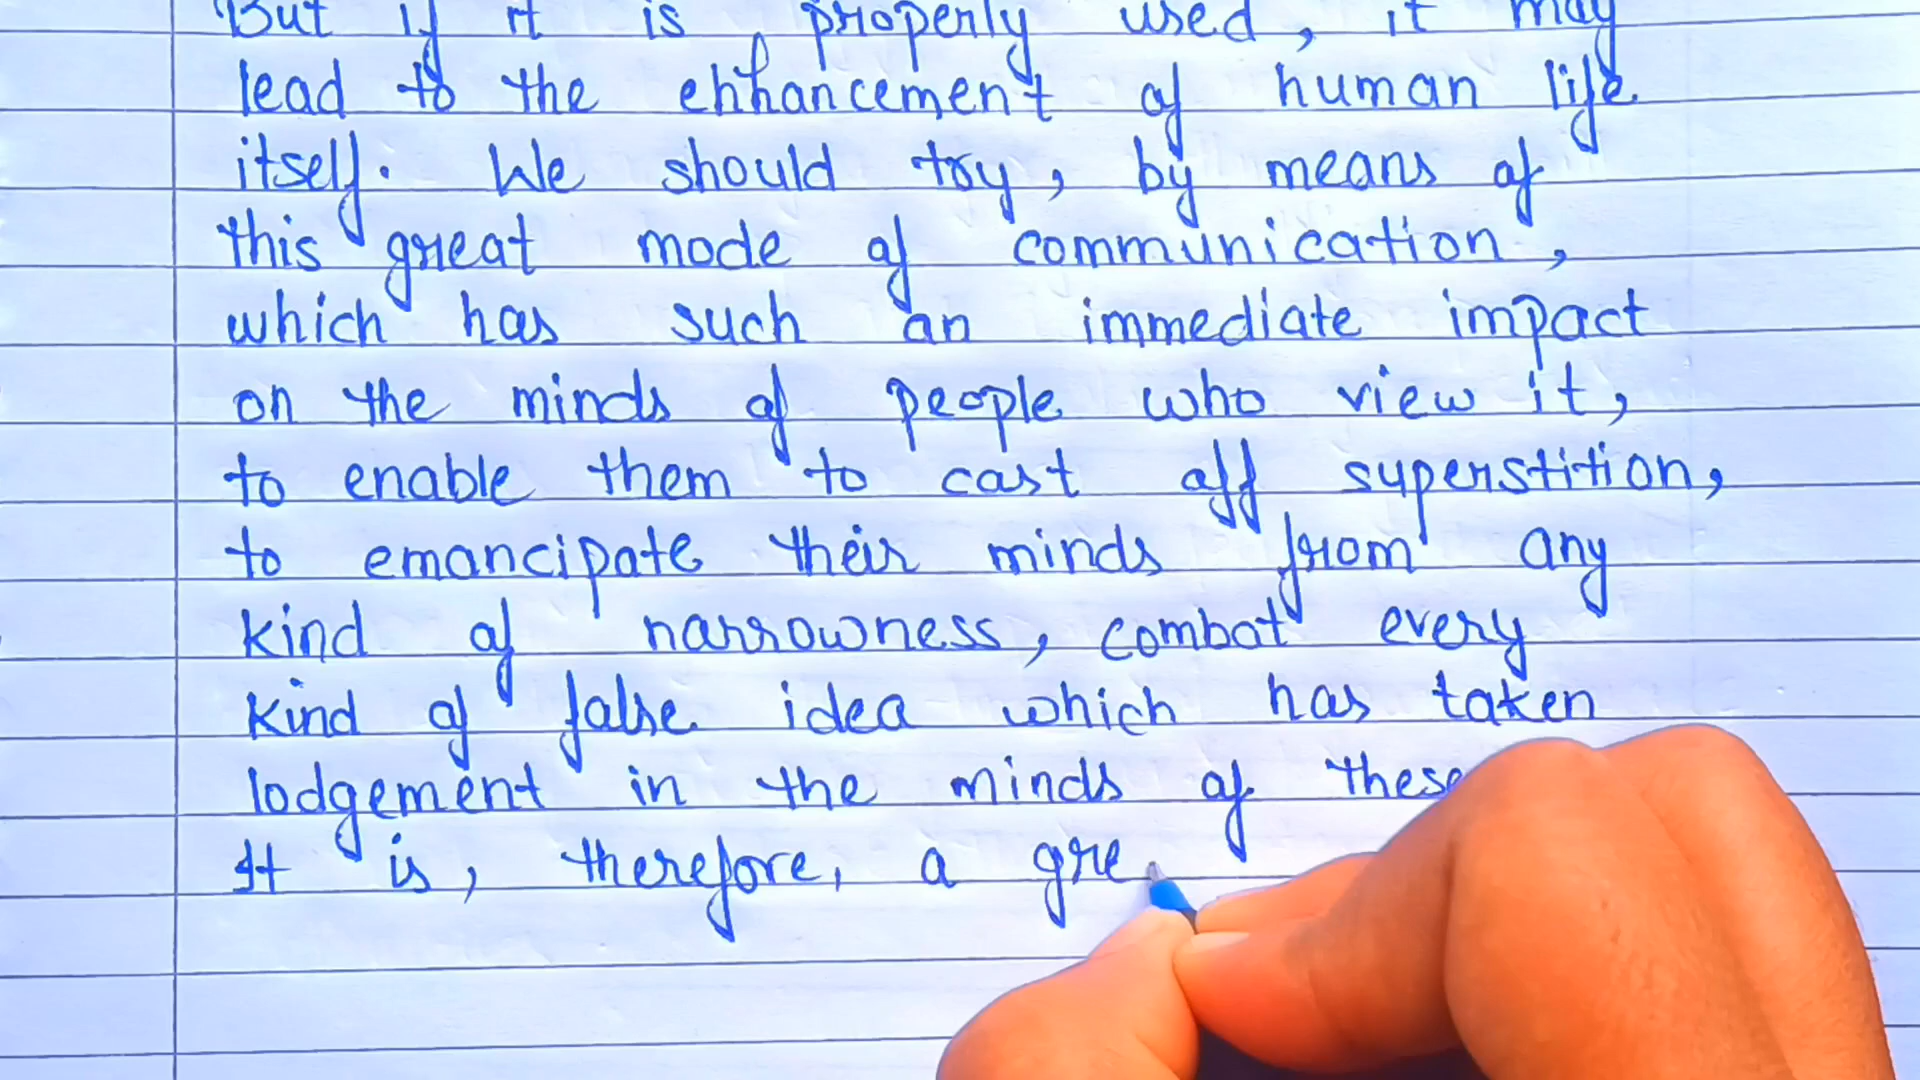 But if it is properly used, it may
lead to the enhancement of human life
itself. We should try, by means of
this great mode of communication,
which has such an immediate impact
on the minds of people who view it,
to enable them to cast off superstition,
to emancipate their minds from any
kind of narrowness, combat every
kind of false idea which has taken
lodgement in the minds of these
It is, therefore, a gre